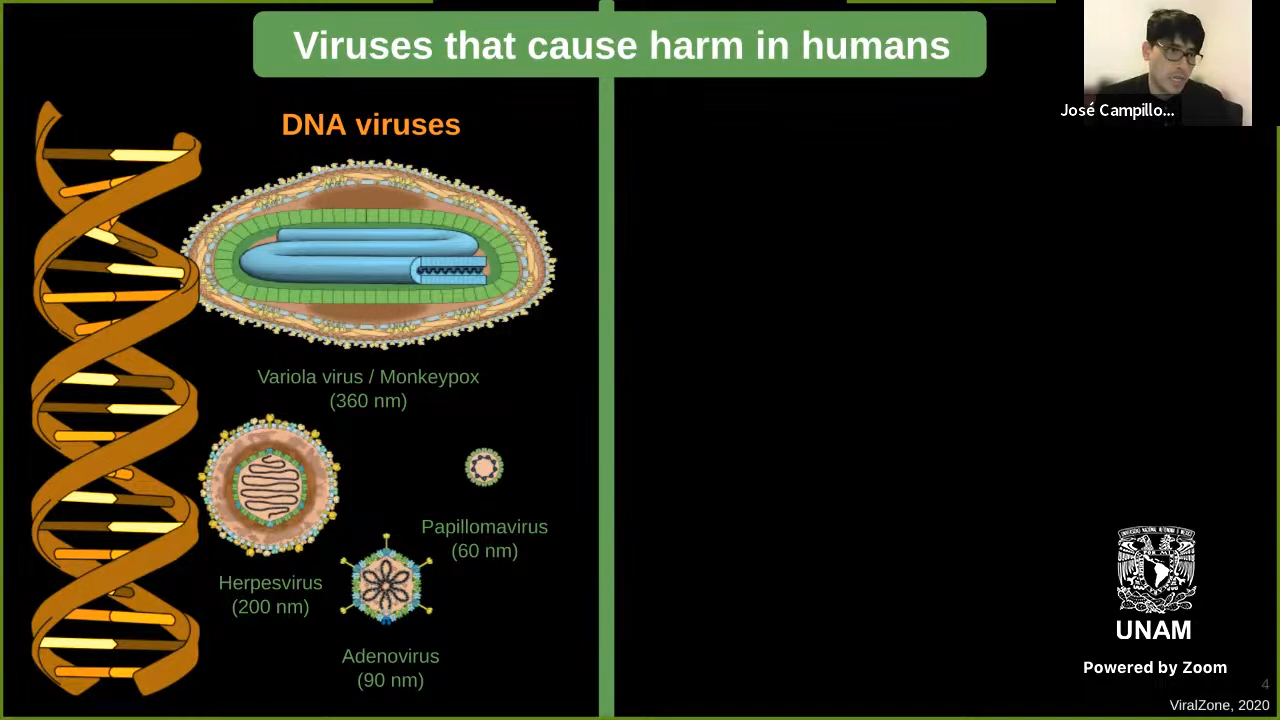 Viruses that cause harm in humans
José Campillo...
DNA viruses
Variola virus / Monkeypox
(360 nm)
Papillomavirus
(60 nm)
Herpesvirus
(200 nm)
Adenovirus
(90 nm)
UNAM
Powered by Zoom
4
ViralZone, 2020